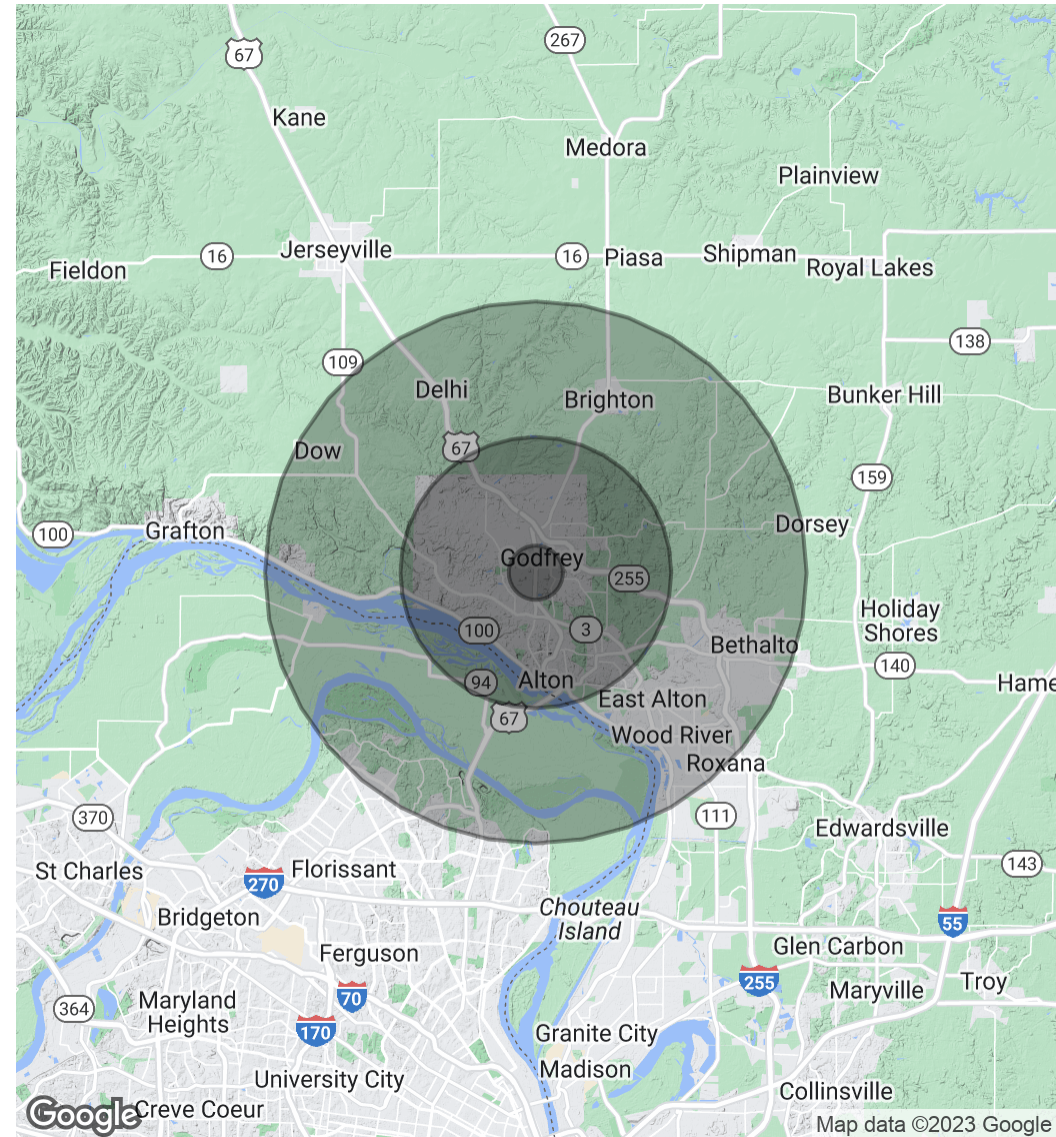 67
267
Kane
Medora
Plainview
Jerseyville
16
16
Piasa
Shipman
Fieldon
Royal Lakes
109
138
Delhi
Brighton
Bunker Hill
Dow
67
159
100
Grafton
Dorsey
Godfrey
255
Holiday
Shores
100
3
Bethalto
140
94
Alton
Hame
East Alton
67
Wood River
Roxana
370
111
Edwardsville
St Charles
Florissant
143
270
Bridgeton
Chouteau
Island
55
Ferguson
Glen Carbon
255
Troy
Maryland
Heights
364
70
Maryville
170
Granite City
Madison
University City
Collinsville
Google
Creve Coeur
Map data ©2023 Google